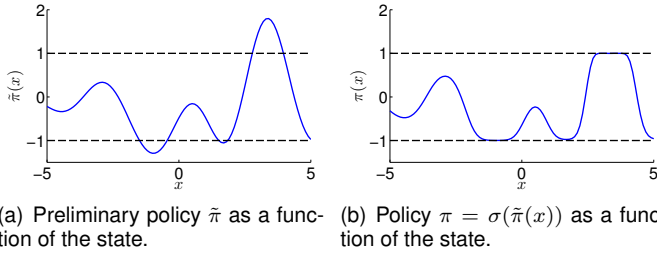 2
1
0
−1
−5
0
5
x
π̃(x)
2
1
0
−1
−5
0
5
x
π(x)
(a) Preliminary policy π̃ as a func-
tion of the state.
(b) Policy π = σ(π̃(x)) as a func
tion of the state.